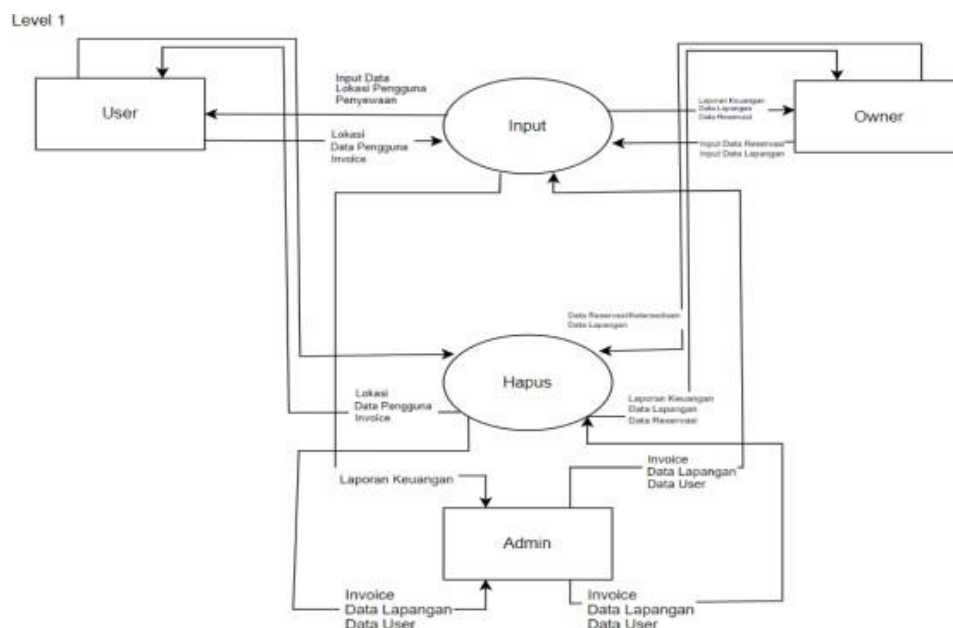 Level 1
User
Input Data
Lokasi Pengguna
Penyewaan
Lokasi
Data Pengguna
Invoice
Input
Laporan Keuangan
Data Lapangan
Data Reservasi
Input Data Reservasi
Input Data Lapangan
Owner
Data Reservasi/Ketersediaan
Data Lapangan
Hapus
Lokasi
Data Pengguna
Invoice
Laporan Keuangan
Data Lapangan
Data Reservasi
Laporan Keuangan
Invoice
Data Lapangan
Data User
Admin
Invoice
Data Lapangan
Data User
Invoice
Data Lapangan
Data User